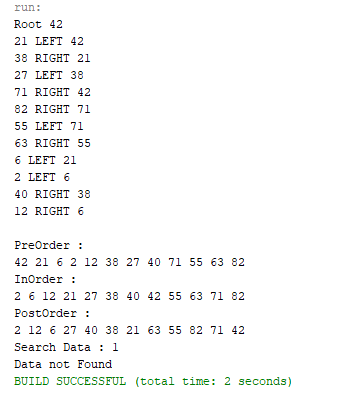 run:
Root 42
21 LEFT 42
38 RIGHT 21
27 LEFT 38
71 RIGHT 42
82 RIGHT 71
55 LEFT 71
63 RIGHT 55
6 LEFT 21
2 LEFT 6
40 RIGHT 38
12 RIGHT 6
PreOrder :
42 21 6 2 12 38 27 40 71 55 63 82
InOrder :
2 6 12 21 27 38 40 42 55 63 71 82
PostOrder :
2 12 6 27 40 38 21 63 55 82 71 42
Search Data : 1
Data not Found
BUILD SUCCESSFUL (total time: 2 seconds)